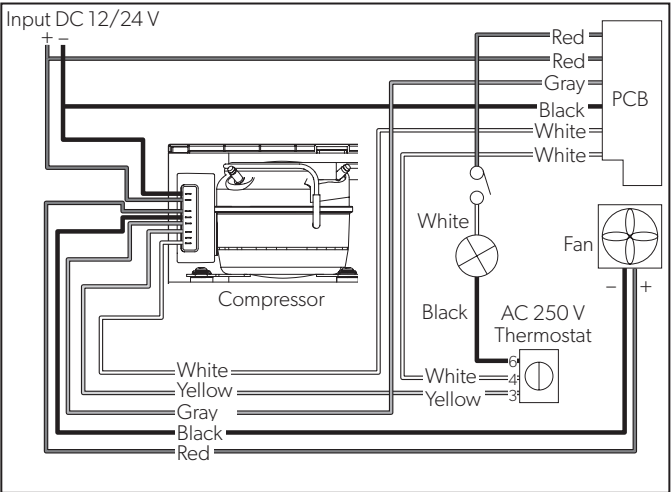 Input DC 12/24 V
+ –
Red
Red
Gray
Black
White
White
PCB
White
Fan
– +
Compressor
Black
AC 250 V
Thermostat
6
White 4
Yellow 3
White
Yellow
Gray
Black
Red